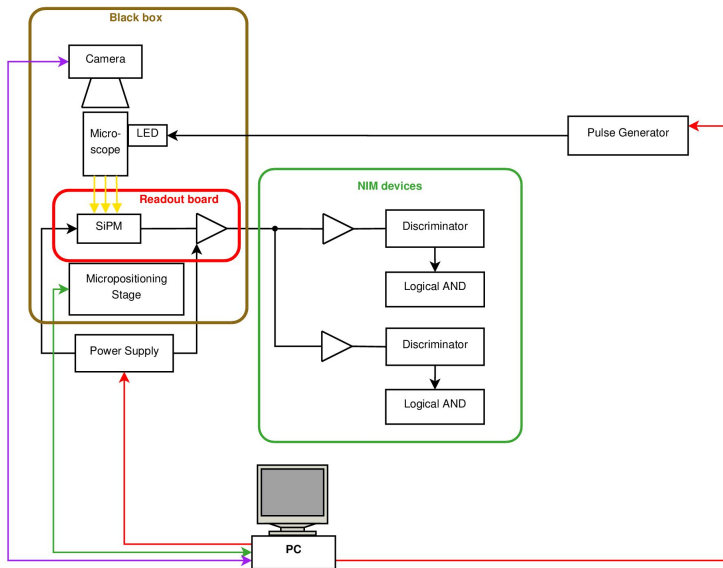 Black box
Camera
Micro-
scope
LED
Pulse Generator
Readout board
NIM devices
SiPM
Discriminator
Micropositioning
Stage
Logical AND
Power Supply
Discriminator
Logical AND
PC